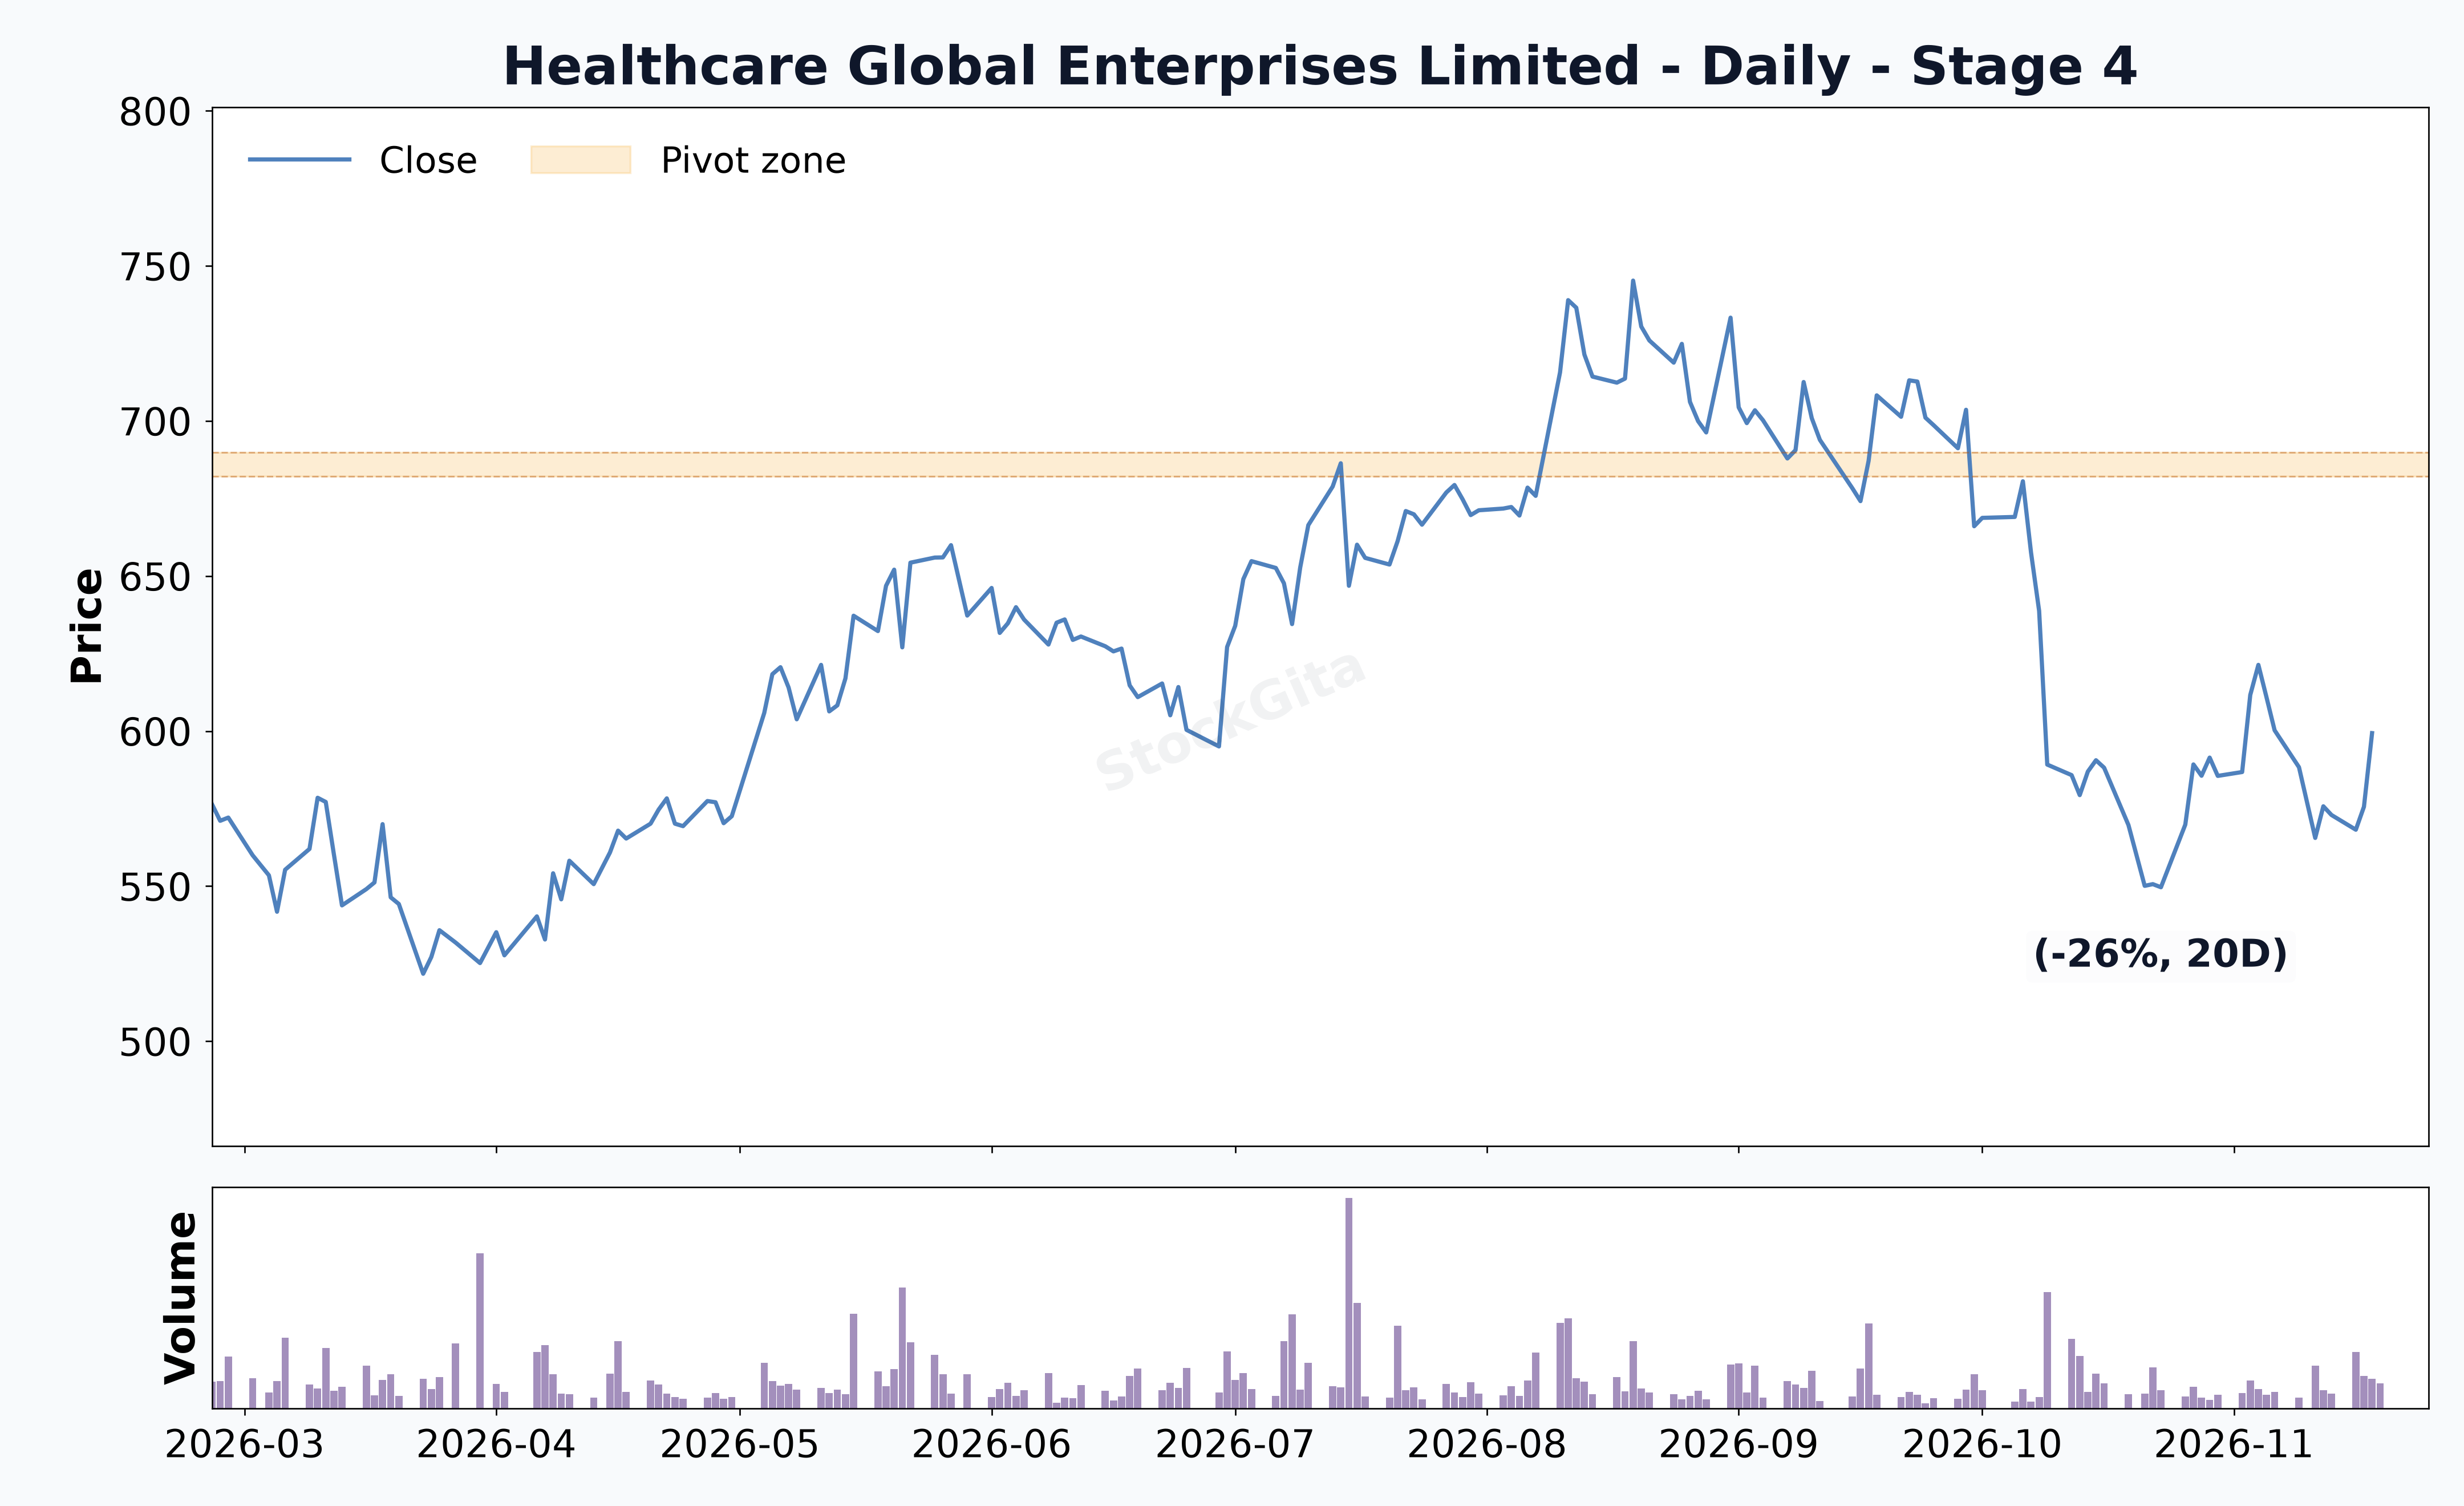 Healthcare Global Enterprises Limited - Daily - Stage 4
Close
Pivot zone
Price
800
750
700
650
600
550
500
StockGita
(-26%, 20D)
Volume
2026-03
2026-04
2026-05
2026-06
2026-07
2026-08
2026-09
2026-10
2026-11